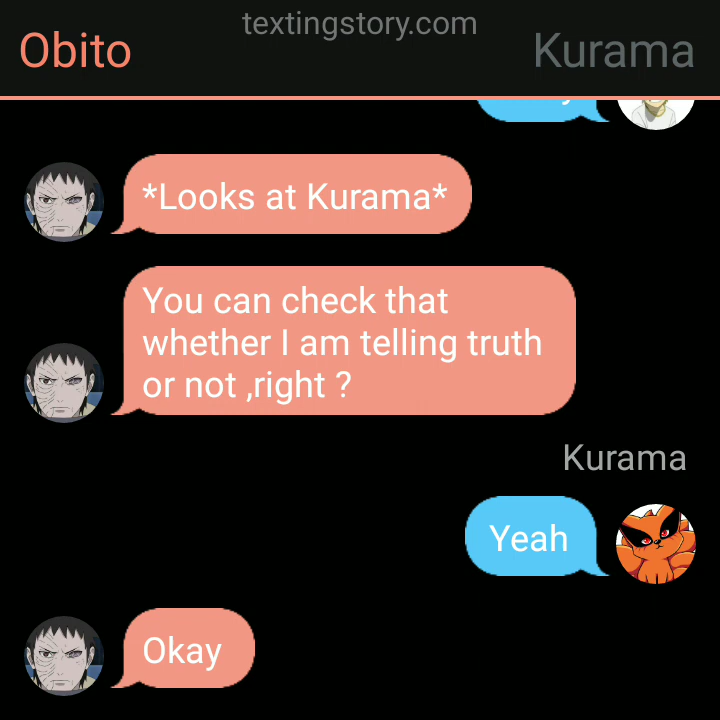 textingstory.com
Obito
Kurama
*Looks at Kurama*
You can check that
whether I am telling truth
or not ,right ?
Kurama
Yeah
Okay